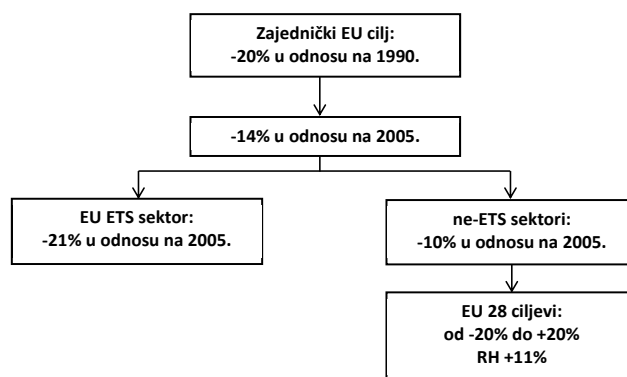 Zajednički EU cilj:
-20% u odnosu na 1990.
-14% u odnosu na 2005.
EU ETS sektor:
-21% u odnosu na 2005.
ne-ETS sektori:
-10% u odnosu na 2005.
EU 28 ciljevi:
od -20% do +20%
RH +11%